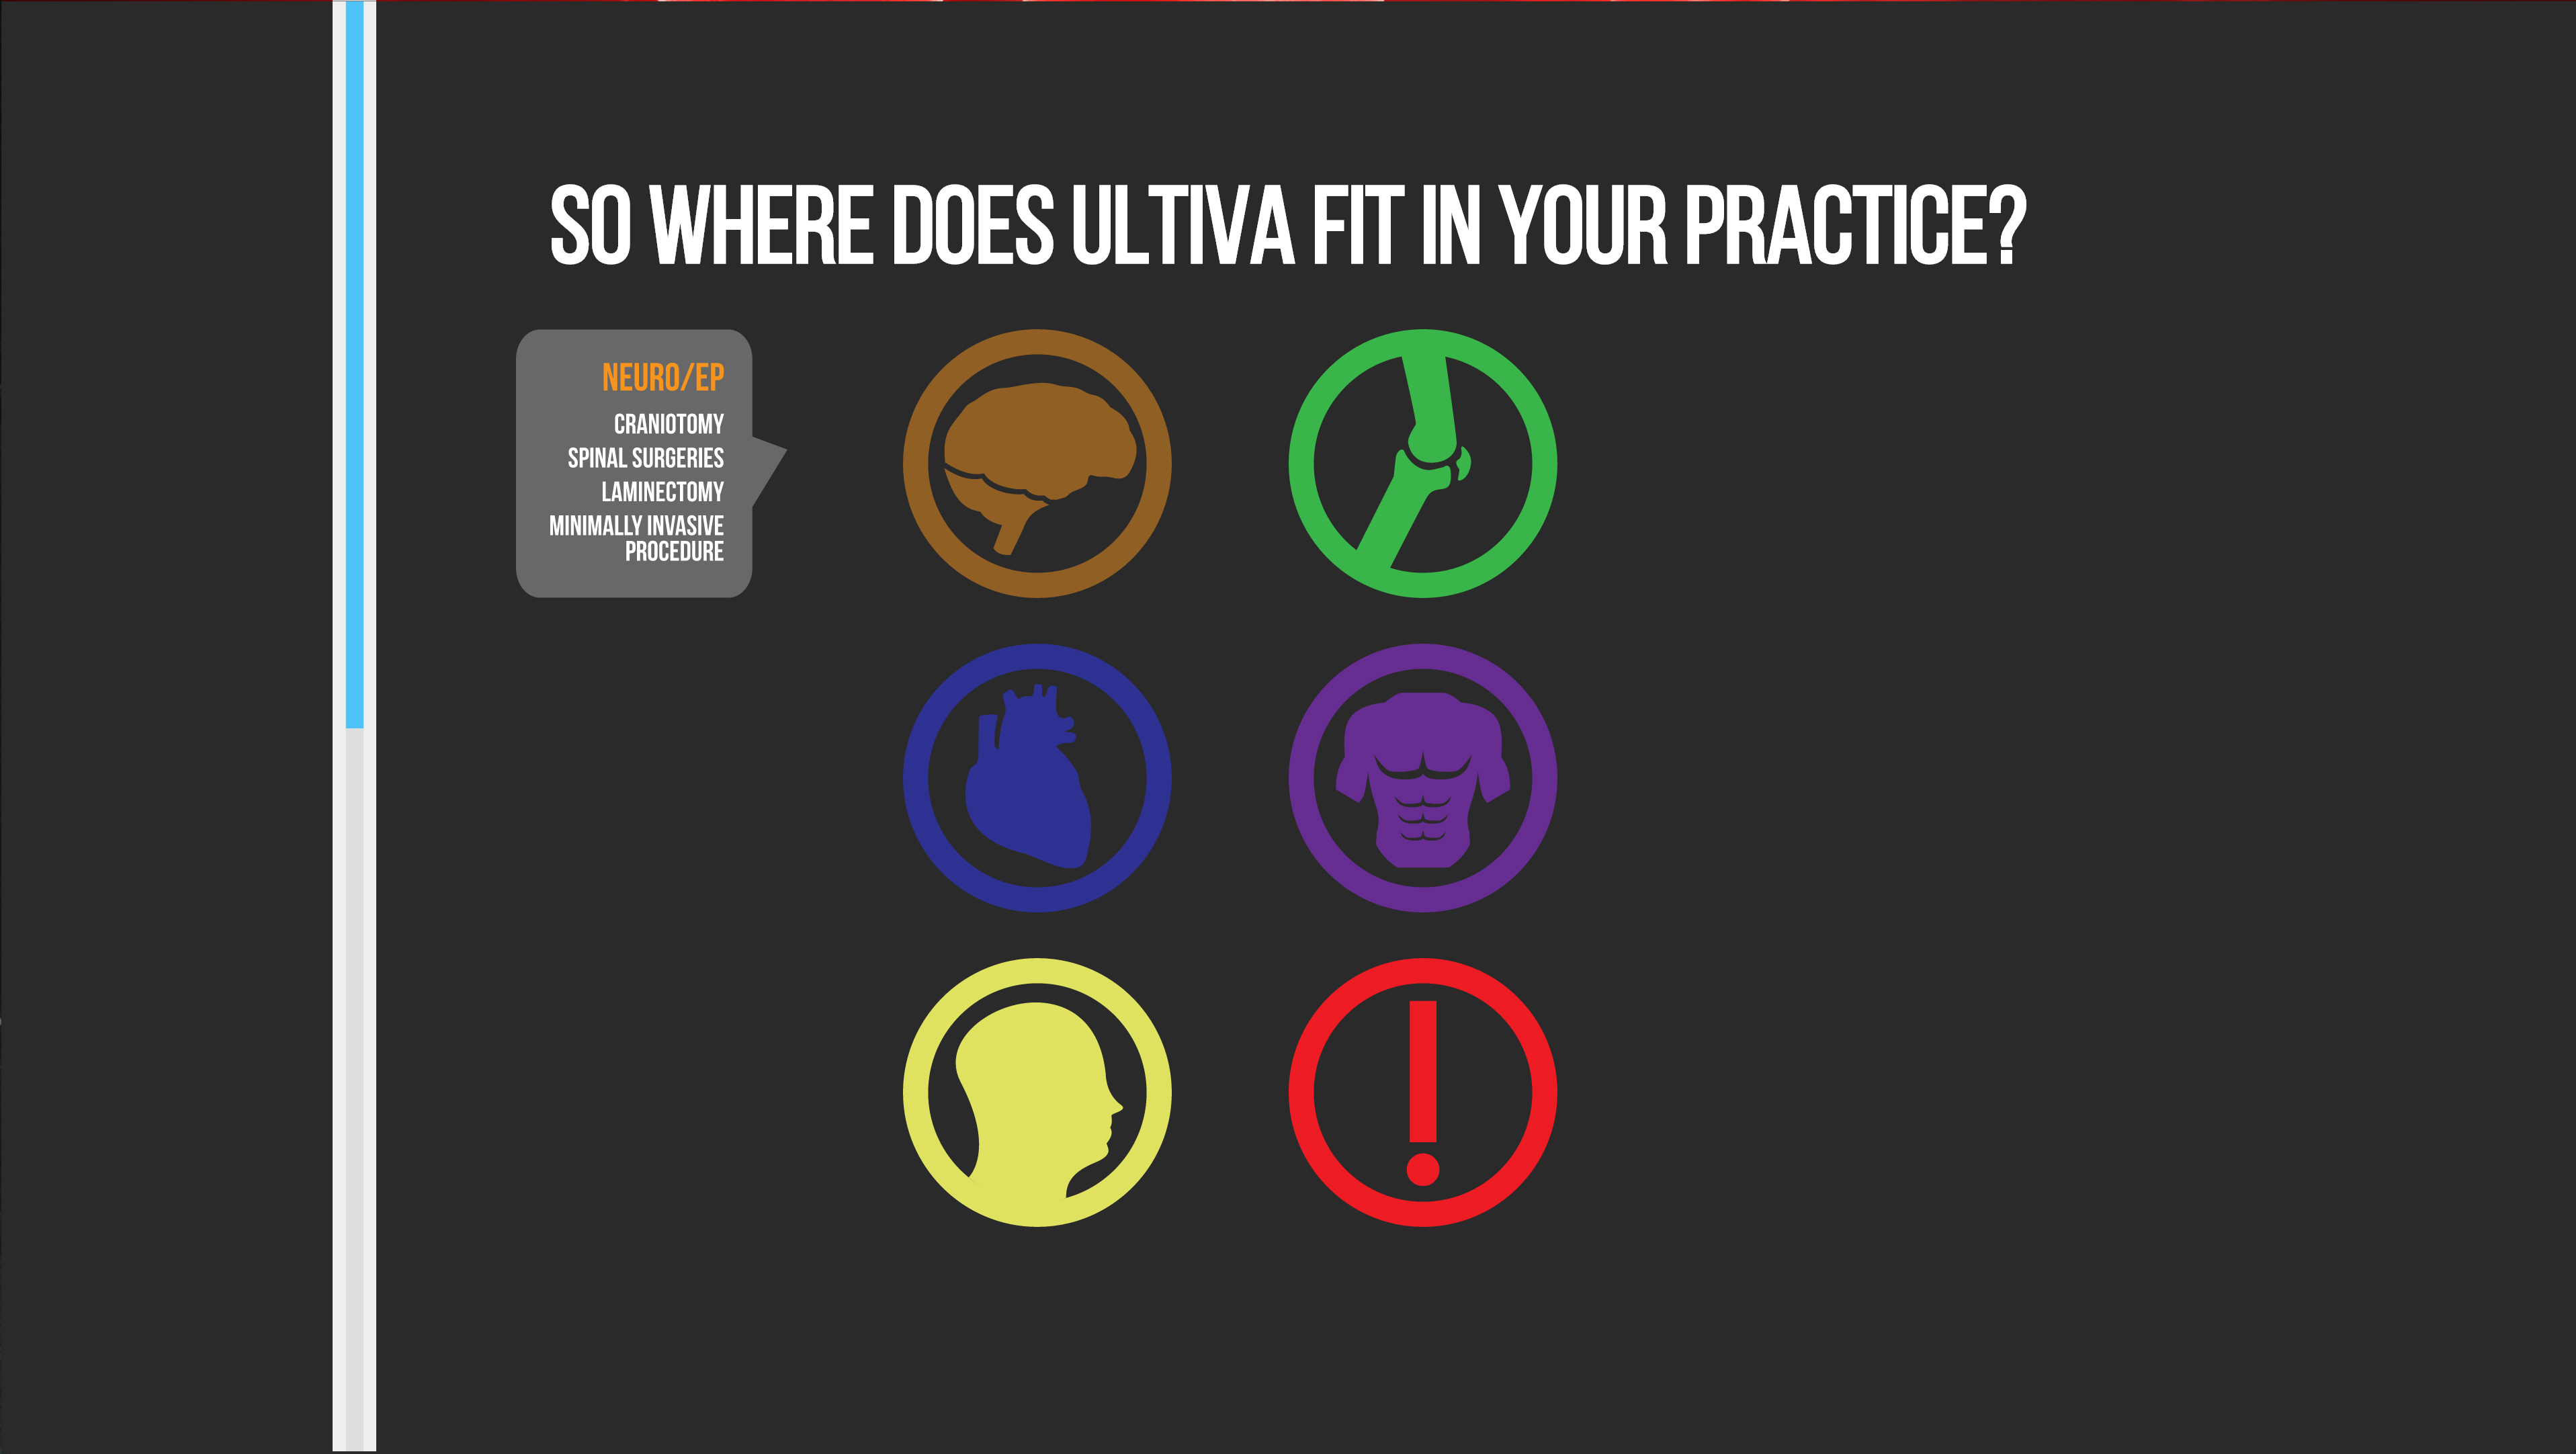 SO WHERE DOES ULTIVA FIT IN YOUR PRACTICE?
NEURO/EP
CRANIOTOMY
SPINAL SURGERIES
LAMINECTOMY
MINIMALLY INVASIVE
PROCEDURE